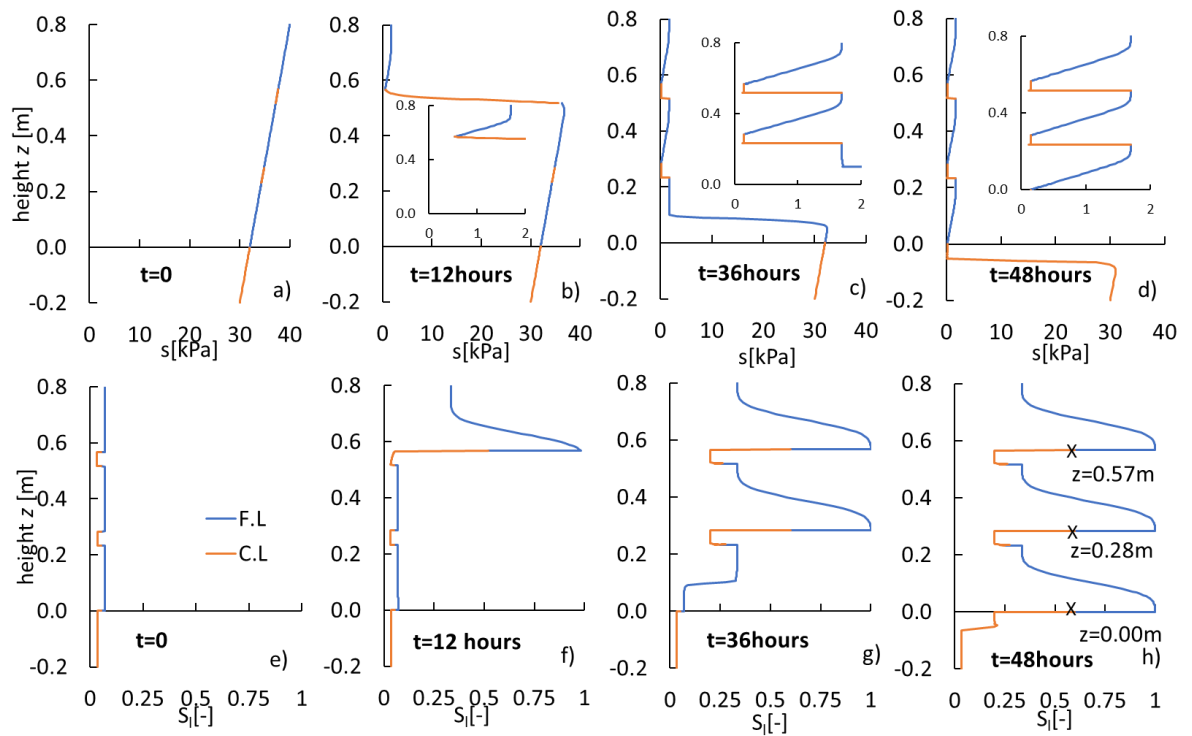 height z [m]
0.8
0.6
0.4
0.2
0.0
-0.2
t=0
a)
0 10 20 30 40
s[kPa]
0.8
0.6
0.4
0.2
0.0
-0.2
0.8
0.4
0.0
0 1 2
t=12hours
b)
0 10 20 30 40
s[kPa]
0.8
0.6
0.4
0.2
0.0
-0.2
0.8
0.4
0.0
0 1 2
t=36hours
c)
0 10 20 30 40
s[kPa]
0.8
0.6
0.4
0.2
0.0
-0.2
0.8
0.4
0.0
0 1 2
t=48hours
d)
0 10 20 30 40
s[kPa]
height z [m]
0.8
0.6
0.4
0.2
0.0
-0.2
F.L
C.L
t=0
e)
0 0.25 0.5 0.75 1
Sl[-]
0.8
0.6
0.4
0.2
0.0
-0.2
t=12 hours
f)
0 0.25 0.5 0.75 1
Sl[-]
0.8
0.6
0.4
0.2
0.0
-0.2
t=36hours
g)
0 0.25 0.5 0.75 1
Sl[-]
0.8
0.6
0.4
0.2
0.0
-0.2
X
z=0.57m
X
z=0.28m
X
z=0.00m
t=48hours
h)
0 0.25 0.5 0.75 1
Sl[-]